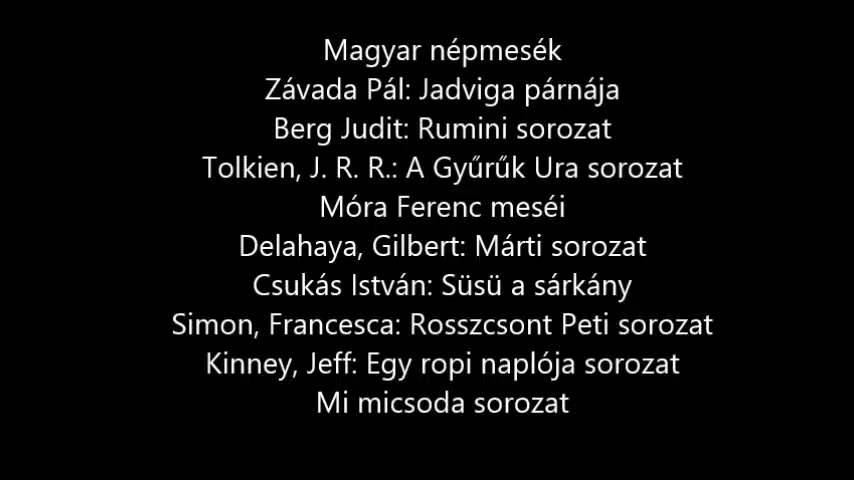 Magyar népmesék
Závada Pál: Jadviga párnája
Berg Judit: Rumini sorozat
Tolkien, J. R. R.: A Gyűrűk Ura sorozat
Móra Ferenc meséi
Delahaya, Gilbert: Márti sorozat
Csukás István: Süsü a sárkány
Simon, Francesca: Rosszcsont Peti sorozat
Kinney, Jeff: Egy ropi naplója sorozat
Mi micsoda sorozat